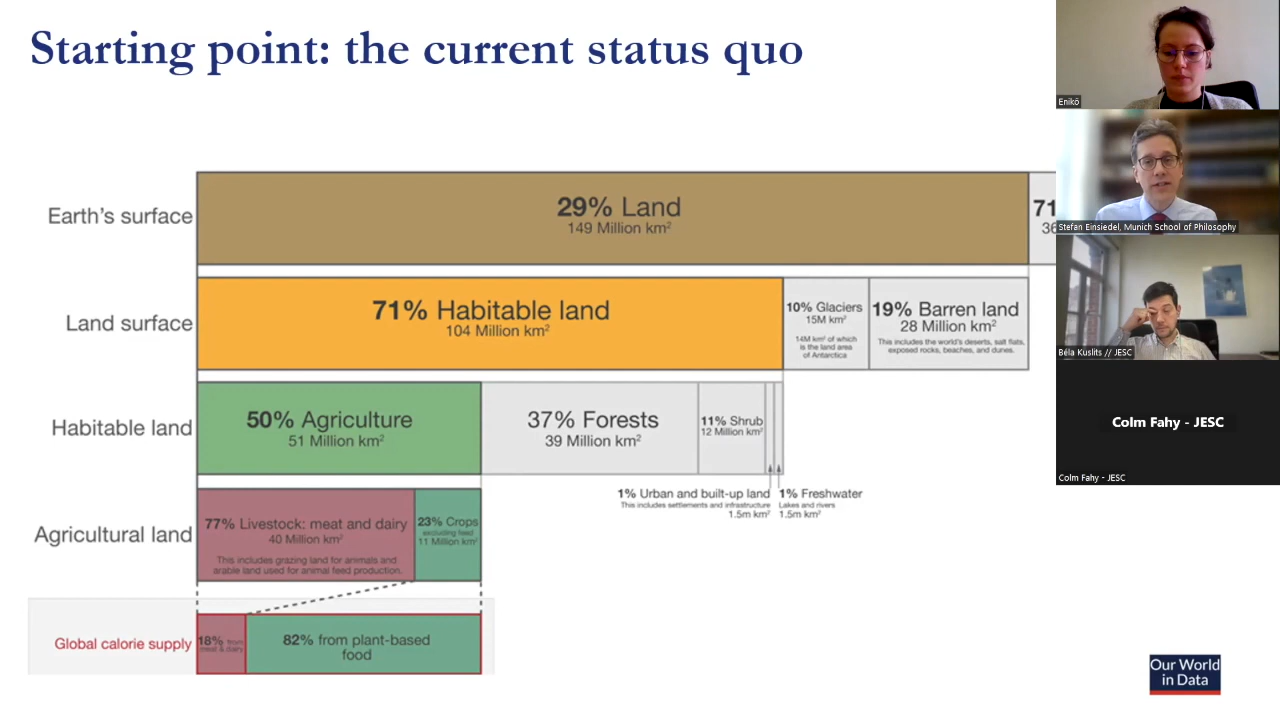 Starting point: the current status quo
Enikő
Stefan Einsiedel, Munich School of Philosophy
Béla Kuslits // JESC
Colm Fahy - JESC
Colm Fahy - JESC
Earth's surface
29% Land
149 Million km²
71
36
Land surface
71% Habitable land
104 Million km²
10% Glaciers
15M km²
14M km² of which
is the land area
of Antarctica
19% Barren land
28 Million km²
This includes the world's deserts, salt flats,
exposed rocks, beaches, and dunes.
Habitable land
50% Agriculture
51 Million km²
37% Forests
39 Million km²
11% Shrub
12 Million km²
1% Urban and built-up land
This includes settlements and infrastructure
1.5m km²
1% Freshwater
Lakes and rivers
1.5m km²
Agricultural land
77% Livestock: meat and dairy
40 Million km²
This includes grazing land for animals and
arable land used for animal feed production.
23% Crops
excluding feed
11 Million km²
Global calorie supply
18% from
meat & dairy
82% from plant-based
food
Our World
in Data